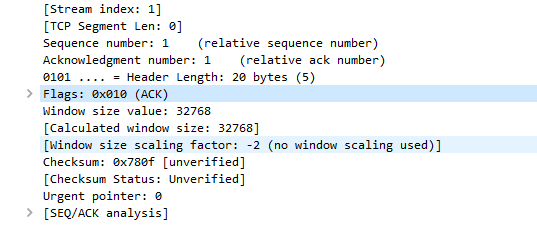 [Stream index: 1]
[TCP Segment Len: 0]
Sequence number: 1    (relative sequence number)
Acknowledgment number: 1    (relative ack number)
0101 .... = Header Length: 20 bytes (5)
Flags: 0x010 (ACK)
Window size value: 32768
[Calculated window size: 32768]
[Window size scaling factor: -2 (no window scaling used)]
Checksum: 0x780f [unverified]
[Checksum Status: Unverified]
Urgent pointer: 0
[SEQ/ACK analysis]